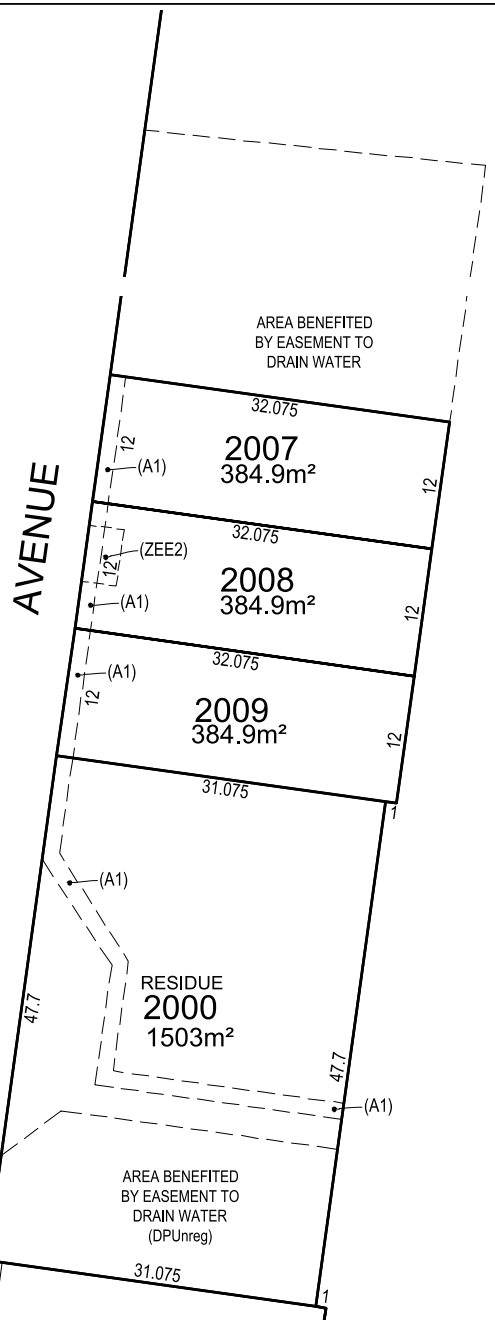 AREA BENEFITED
BY EASEMENT TO
DRAIN WATER
32.075
12
(A1)
2007
384.9m²
12
AVENUE
32.075
(ZEE2)
12
2008
384.9m²
12
(A1)
32.075
(A1)
12
2009
384.9m²
12
31.075
1
(A1)
RESIDUE
2000
1503m²
47.7
47.7
(A1)
AREA BENEFITED
BY EASEMENT TO
DRAIN WATER
(DPUnreg)
31.075
1